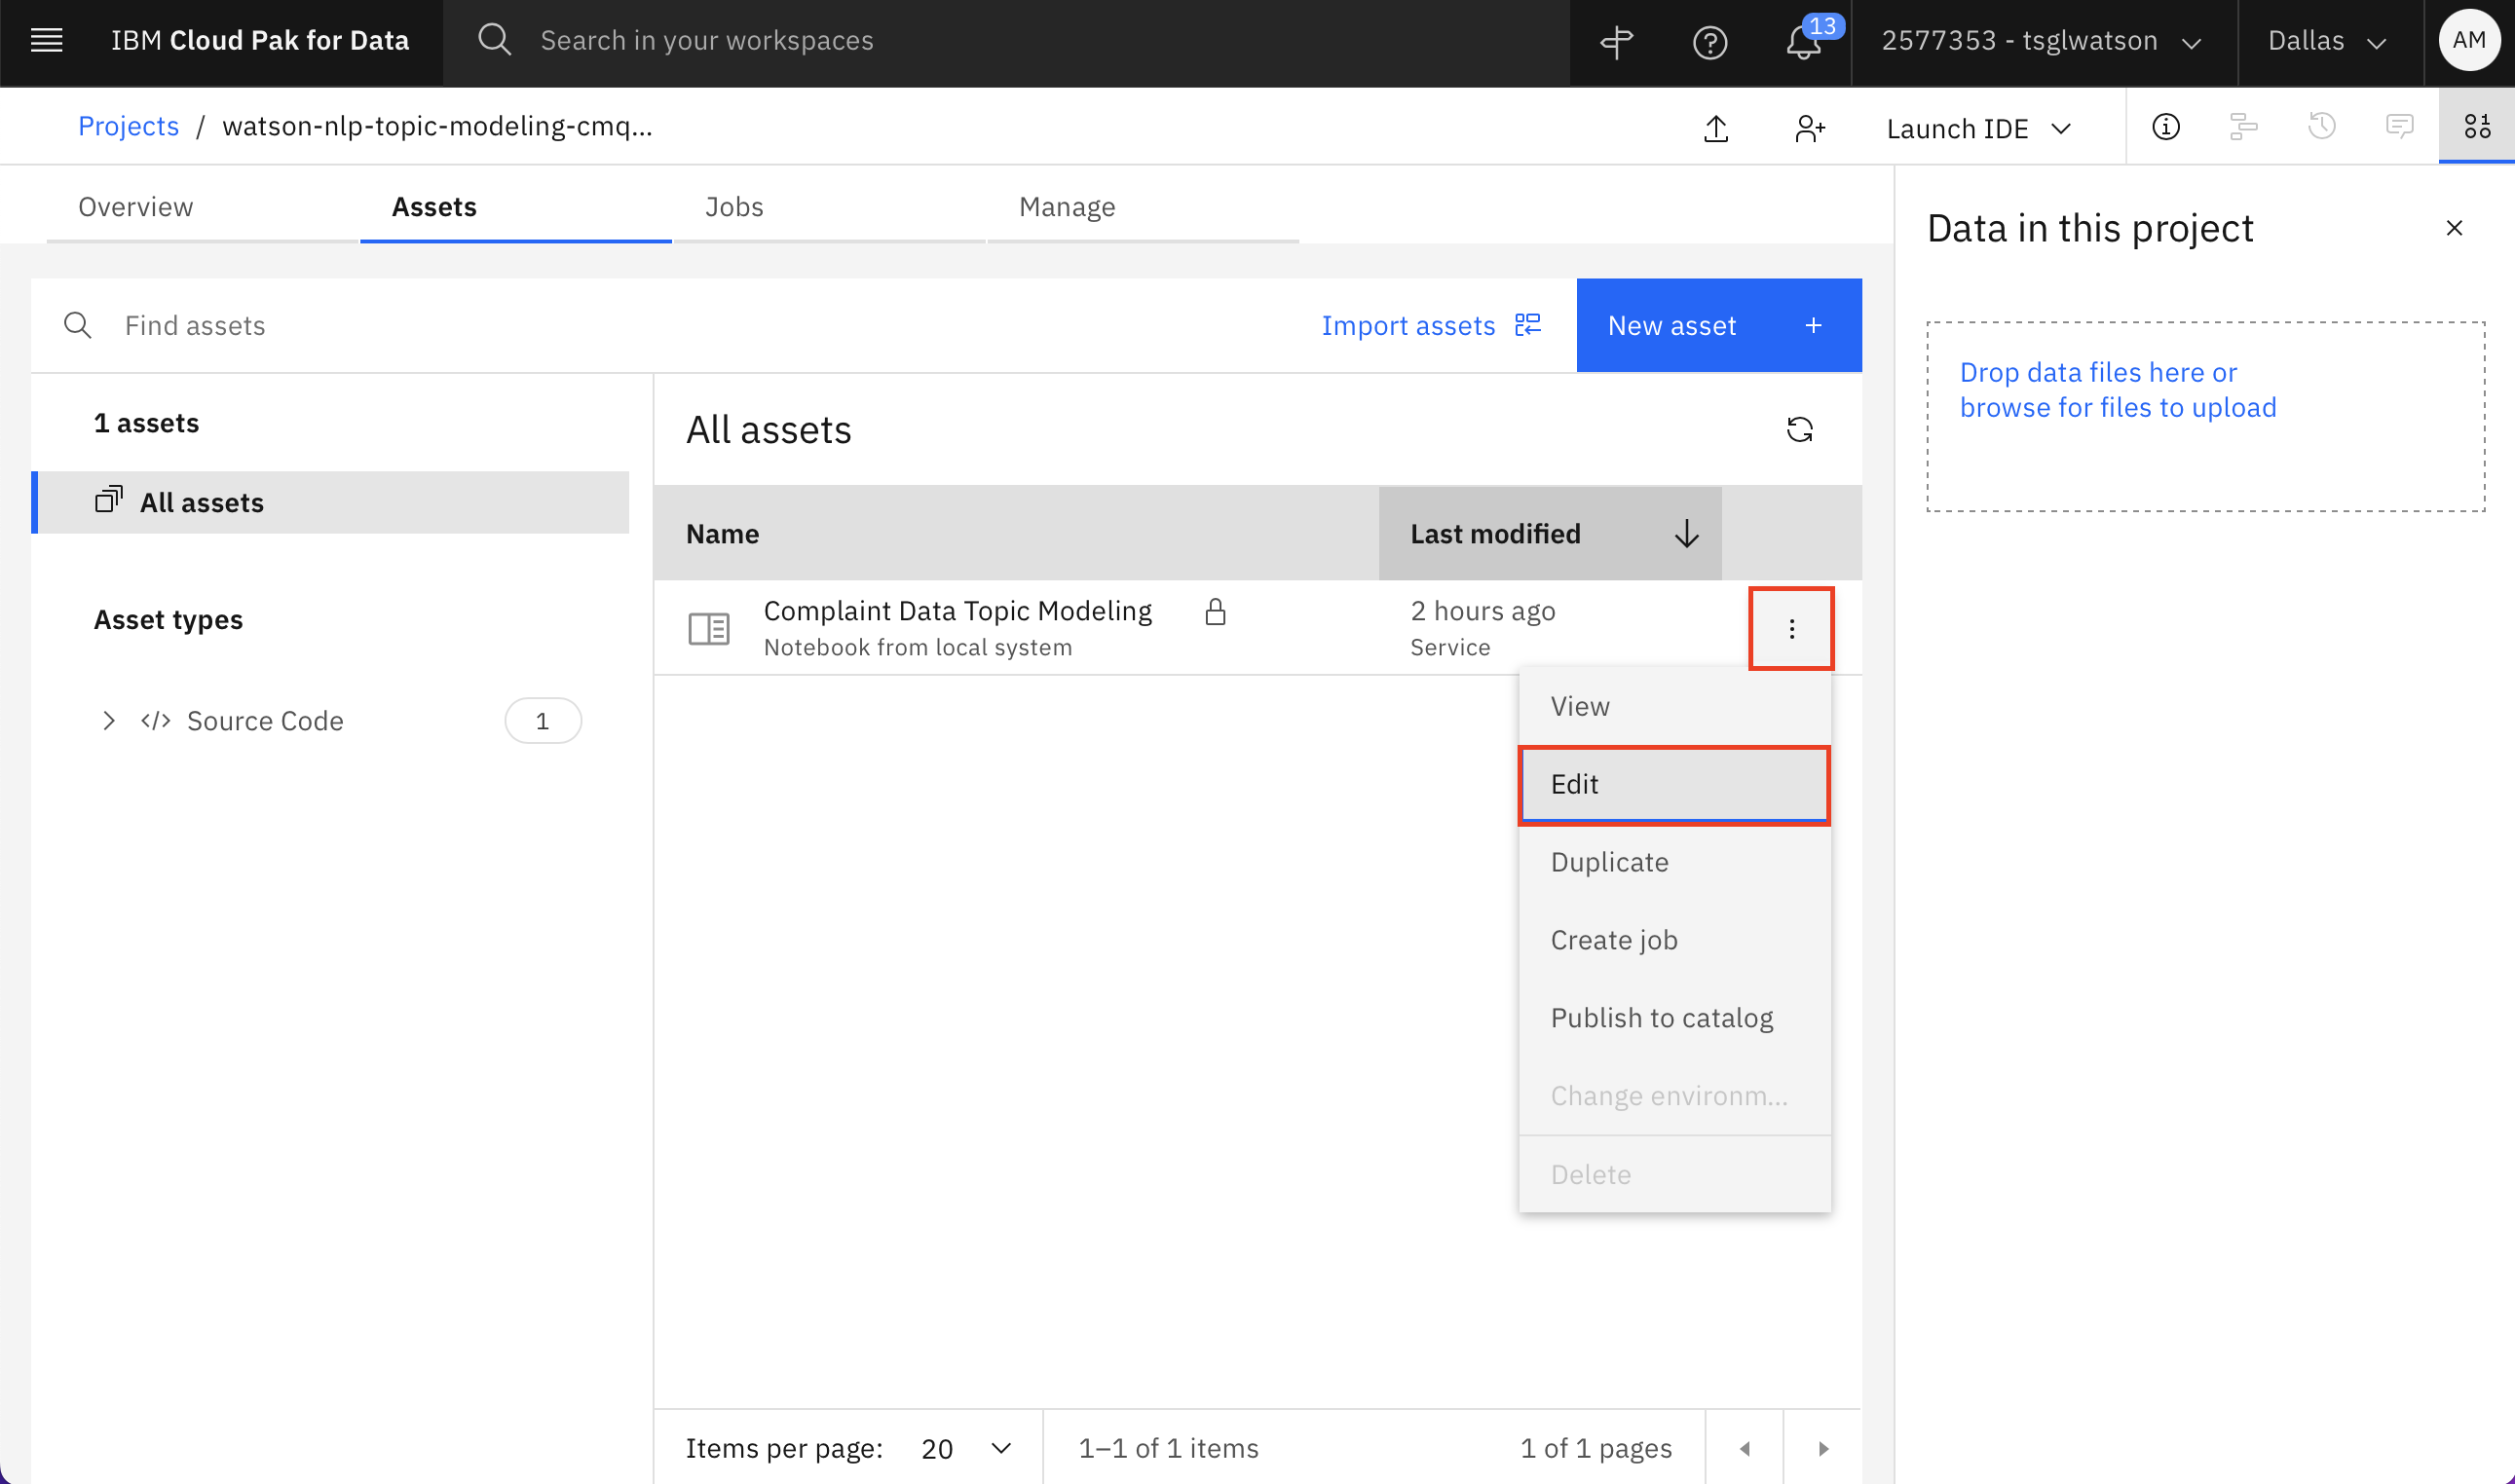 IBM Cloud Pak for Data
Search in your workspaces
13
2577353 - tsglwatson
Dallas
AM
Projects / watson-nlp-topic-modeling-cmq...
Launch IDE
Overview
Assets
Jobs
Manage
Data in this project
Find assets
Import assets
New asset
Drop data files here or
browse for files to upload
1 assets
All assets
All assets
Name
Last modified
Asset types
Complaint Data Topic Modeling
2 hours ago
Notebook from local system
Service
Source Code
1
View
Edit
Duplicate
Create job
Publish to catalog
Change environm...
Delete
Items per page: 20
1–1 of 1 items
1 of 1 pages